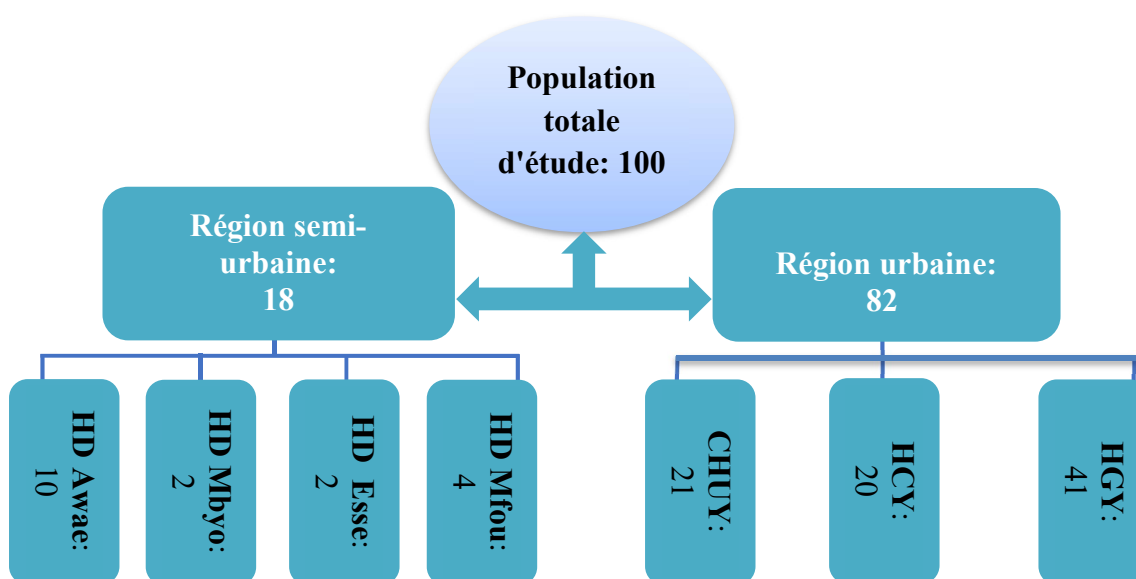 Population
totale
d'étude: 100
Région semi-
urbaine:
18
Région urbaine:
82
HD Awae:
10
HD Mbyo:
2
HD Esse:
2
HD Mfou:
4
CHUY:
21
HCY:
20
HGY:
41